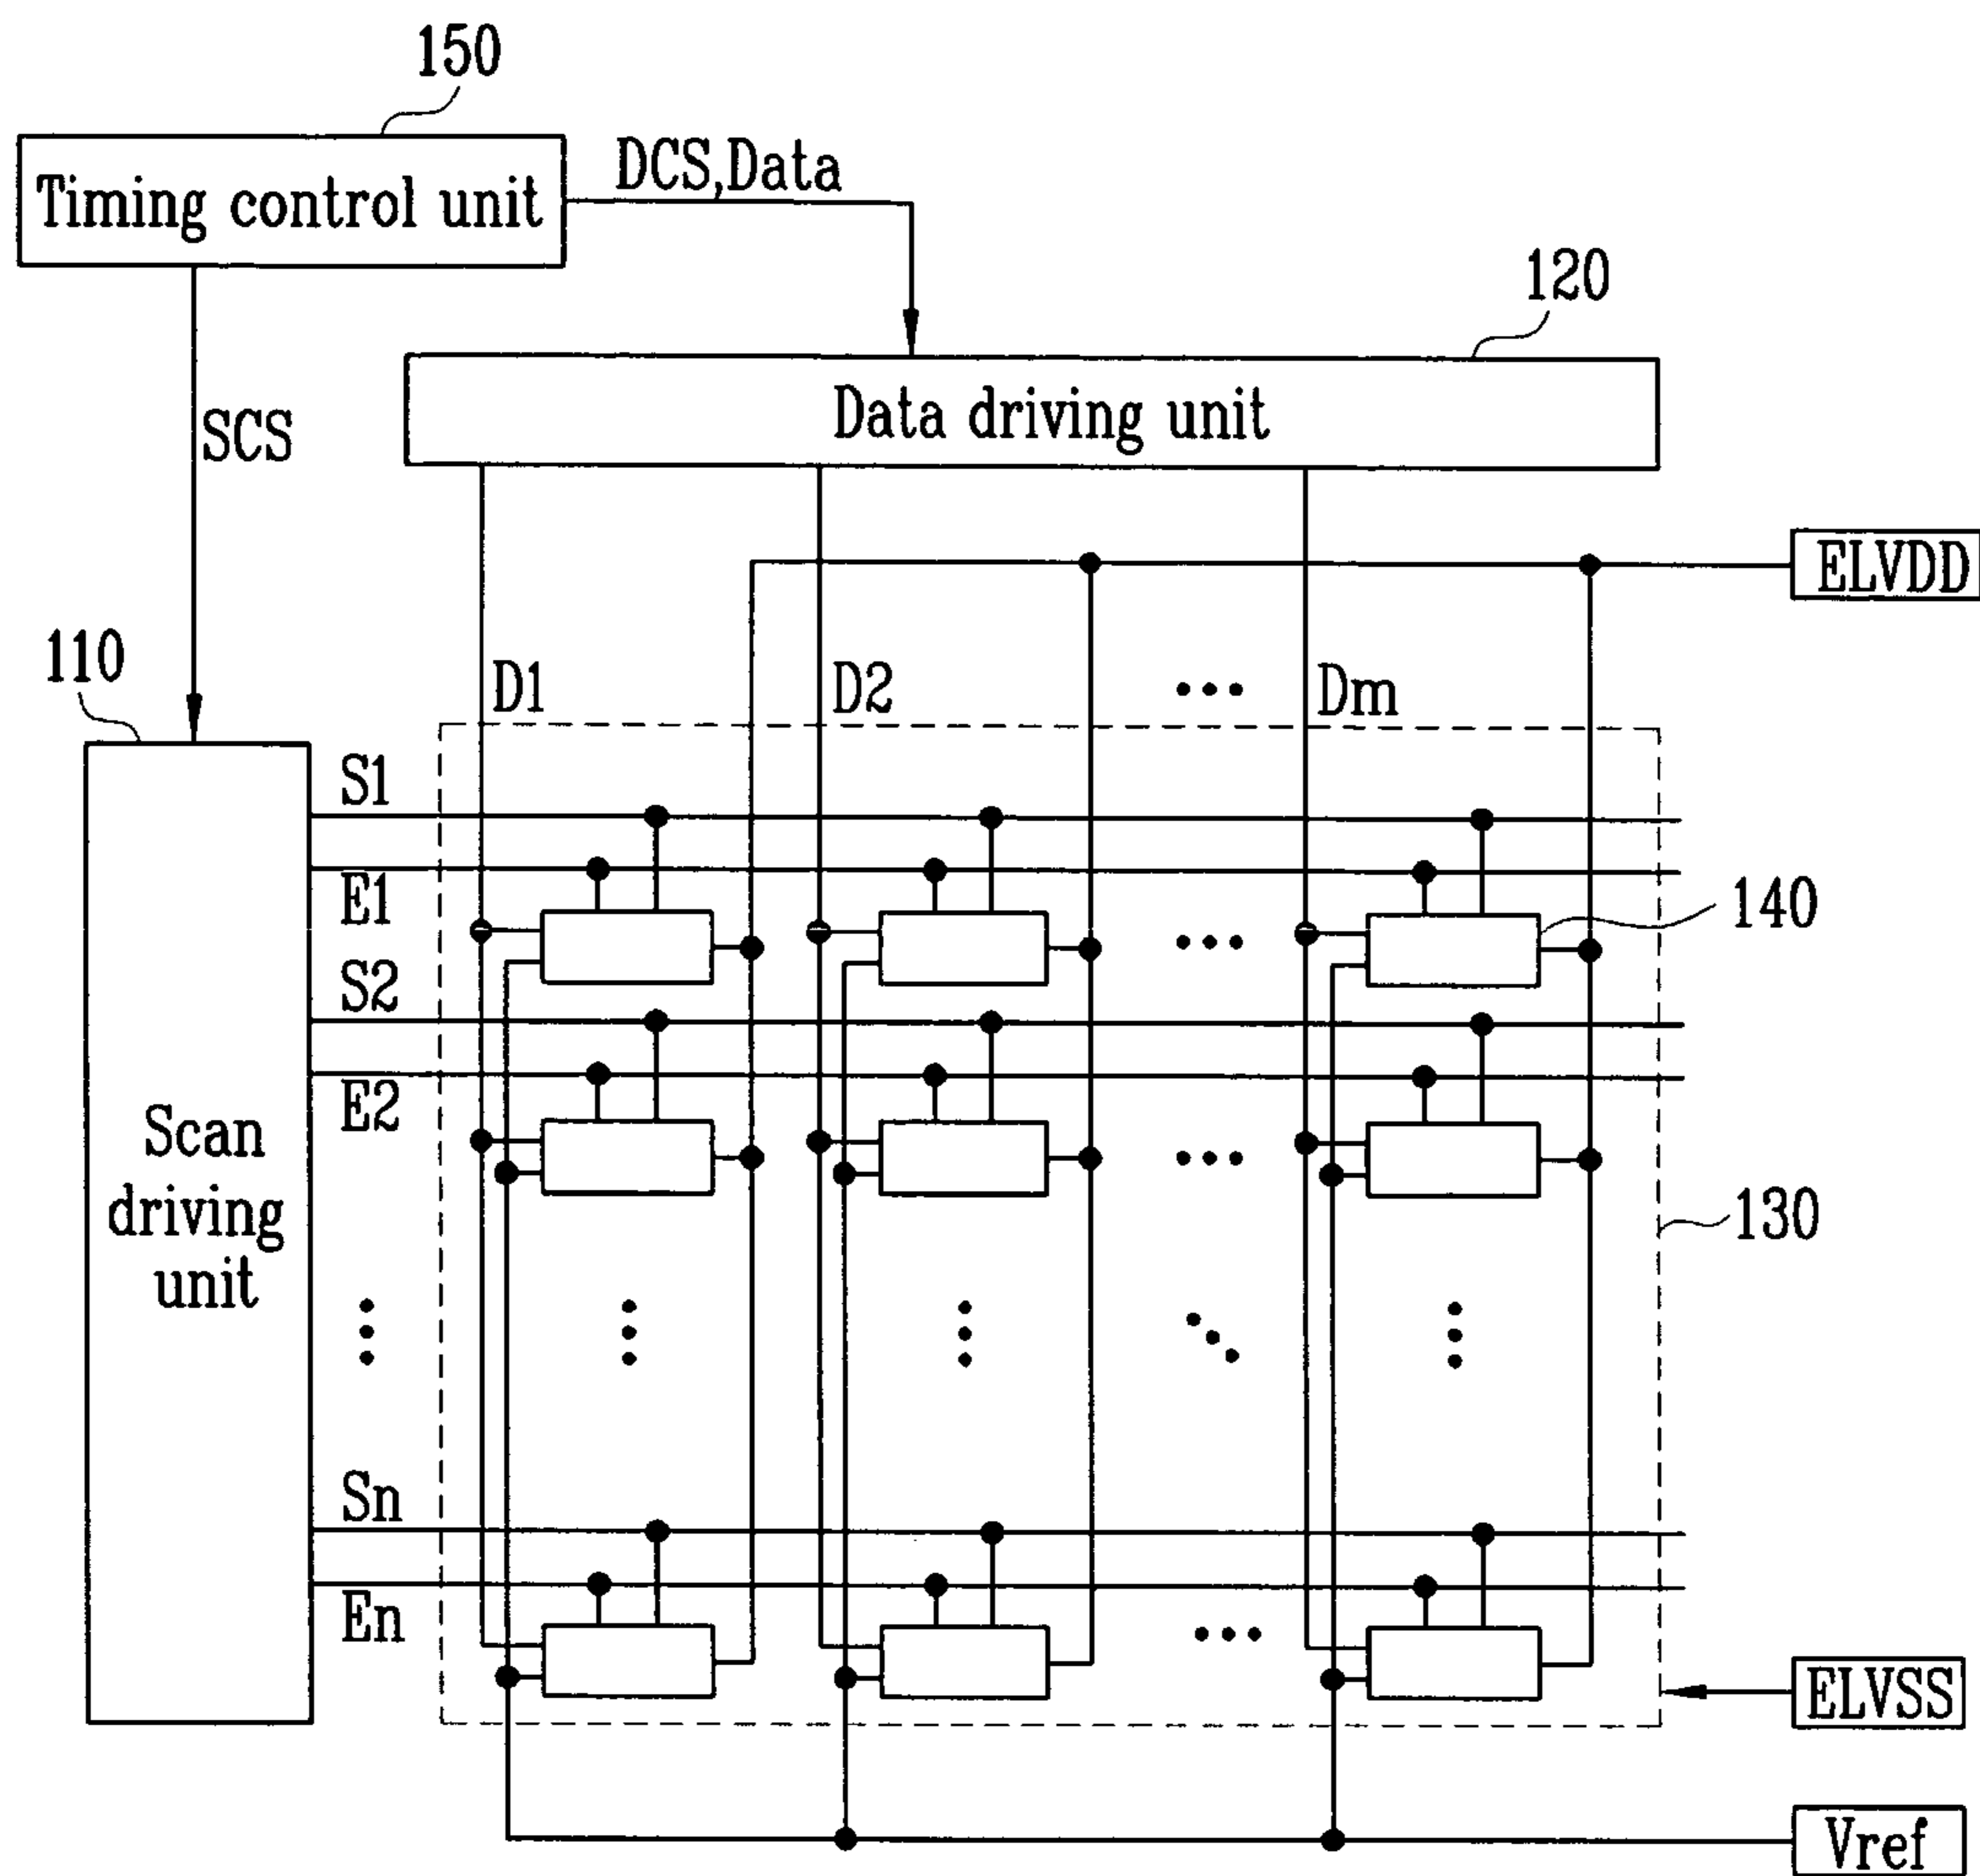 150
Timing control unit
DCS,Data
120
Data driving unit
SCS
ELVDD
110
D1
D2
Dm
S1
E1
140
S2
E2
Scan
driving
unit
130
Sn
En
ELVSS
Vref